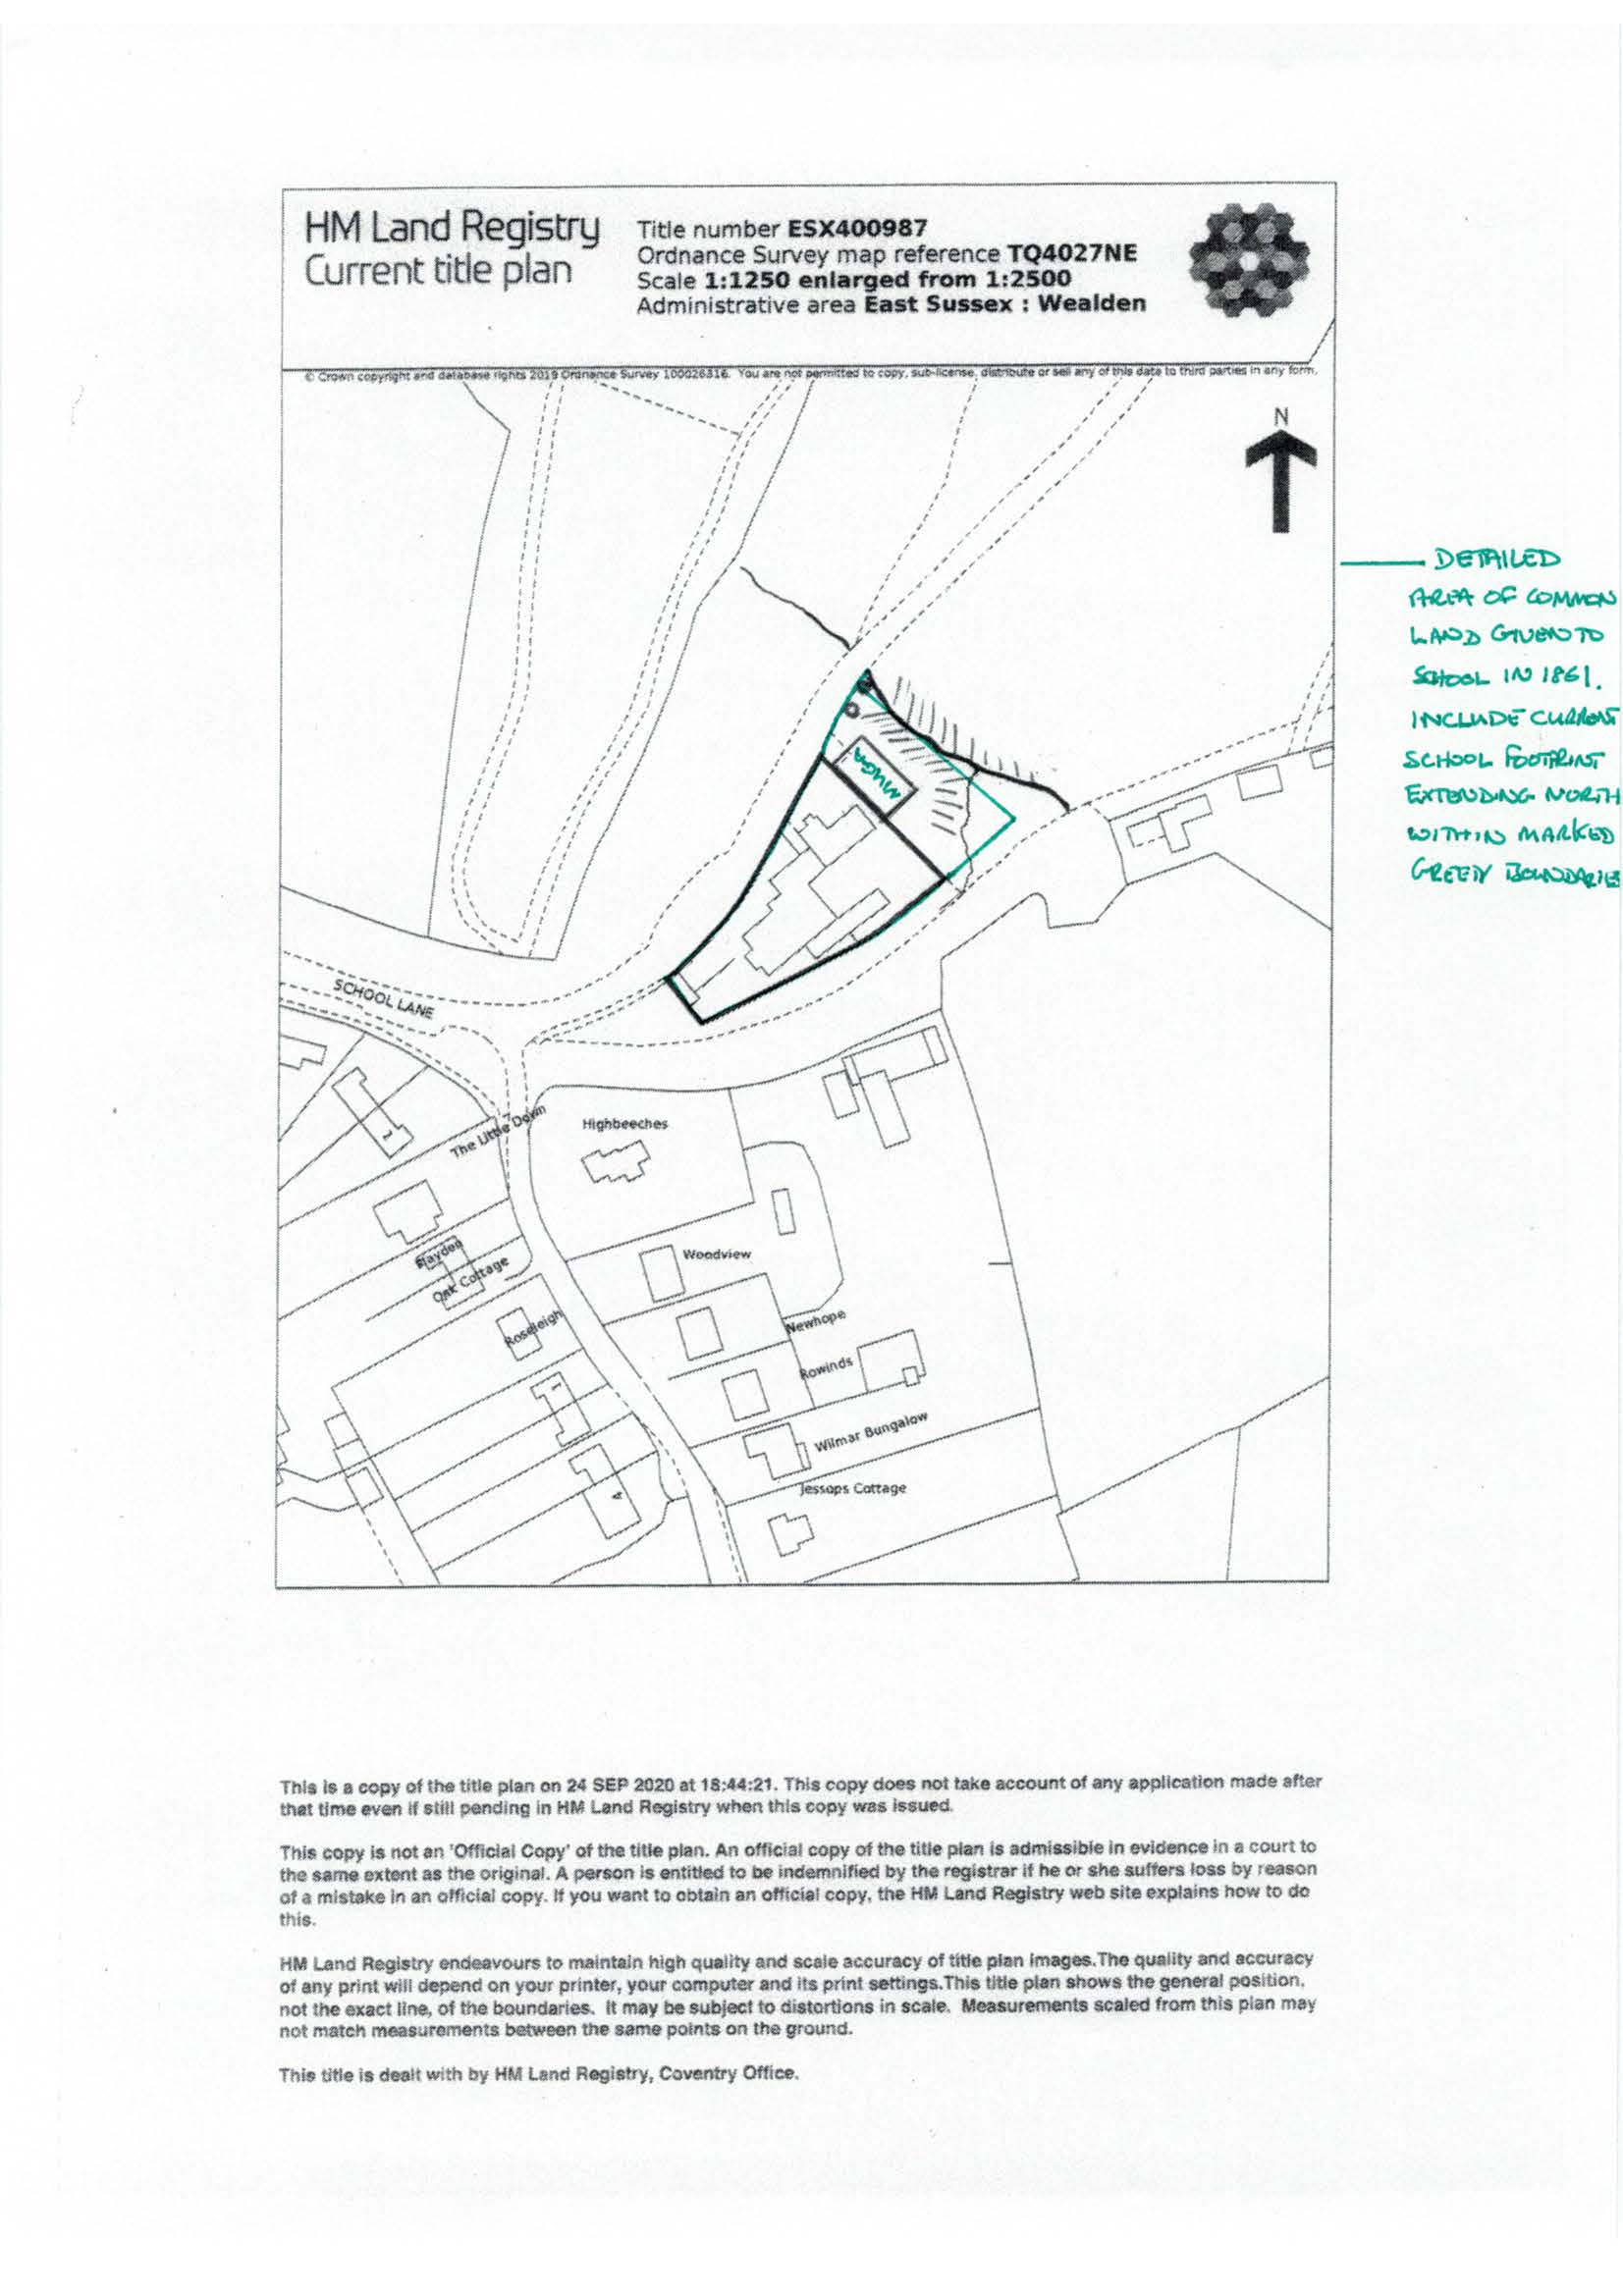 HM Land Registry
Current title plan
Title number ESX400987
Ordnance Survey map reference TQ4027NE
Scale 1:1250 enlarged from 1:2500
Administrative area East Sussex : Wealden
© Crown copyright and database rights 2019 Ordnance Survey 100026316. You are not permitted to copy, sub-license, distribute or sell any of this data to third parties in any form.
N
DETAILED
AREA OF COMMON
LAND GIVEN TO
SCHOOL IN 1861.
INCLUDE CURRENT
SCHOOL FOOTPRINT
EXTENDING NORTH
WITHIN MARKED
GREEN BOUNDARIES
MUGA
SCHOOL LANE
The Little Down
Highbeeches
1
Woodview
Oak Cottage
Roseleigh
Newhope
Rowinds
Wilmar Bungalow
Jessops Cottage
4
This is a copy of the title plan on 24 SEP 2020 at 18:44:21. This copy does not take account of any application made after
that time even if still pending in HM Land Registry when this copy was issued.
This copy is not an 'Official Copy' of the title plan. An official copy of the title plan is admissible in evidence in a court to
the same extent as the original. A person is entitled to be indemnified by the registrar if he or she suffers loss by reason
of a mistake in an official copy. If you want to obtain an official copy, the HM Land Registry web site explains how to do
this.
HM Land Registry endeavours to maintain high quality and scale accuracy of title plan images.The quality and accuracy
of any print will depend on your printer, your computer and its print settings.This title plan shows the general position,
not the exact line, of the boundaries. It may be subject to distortions in scale. Measurements scaled from this plan may
not match measurements between the same points on the ground.
This title is dealt with by HM Land Registry, Coventry Office.